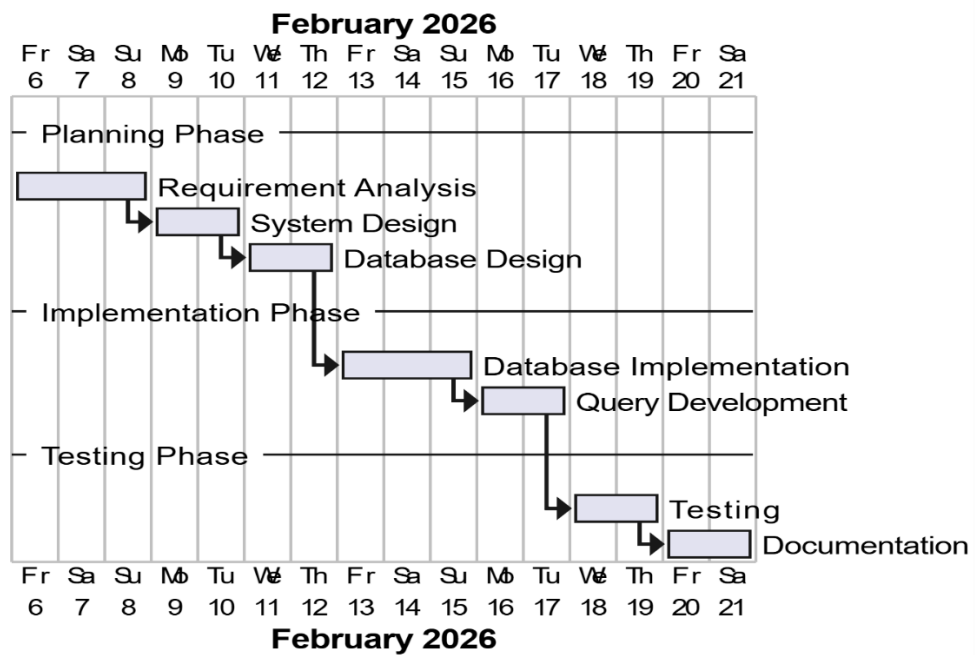 February 2026
Fr Sa Su Mo Tu We Th Fr Sa Su Mo Tu We Th Fr Sa
6 7 8 9 10 11 12 13 14 15 16 17 18 19 20 21
Planning Phase
Requirement Analysis
System Design
Database Design
Implementation Phase
Database Implementation
Query Development
Testing Phase
Testing
Documentation
Fr Sa Su Mo Tu We Th Fr Sa Su Mo Tu We Th Fr Sa
6 7 8 9 10 11 12 13 14 15 16 17 18 19 20 21
February 2026